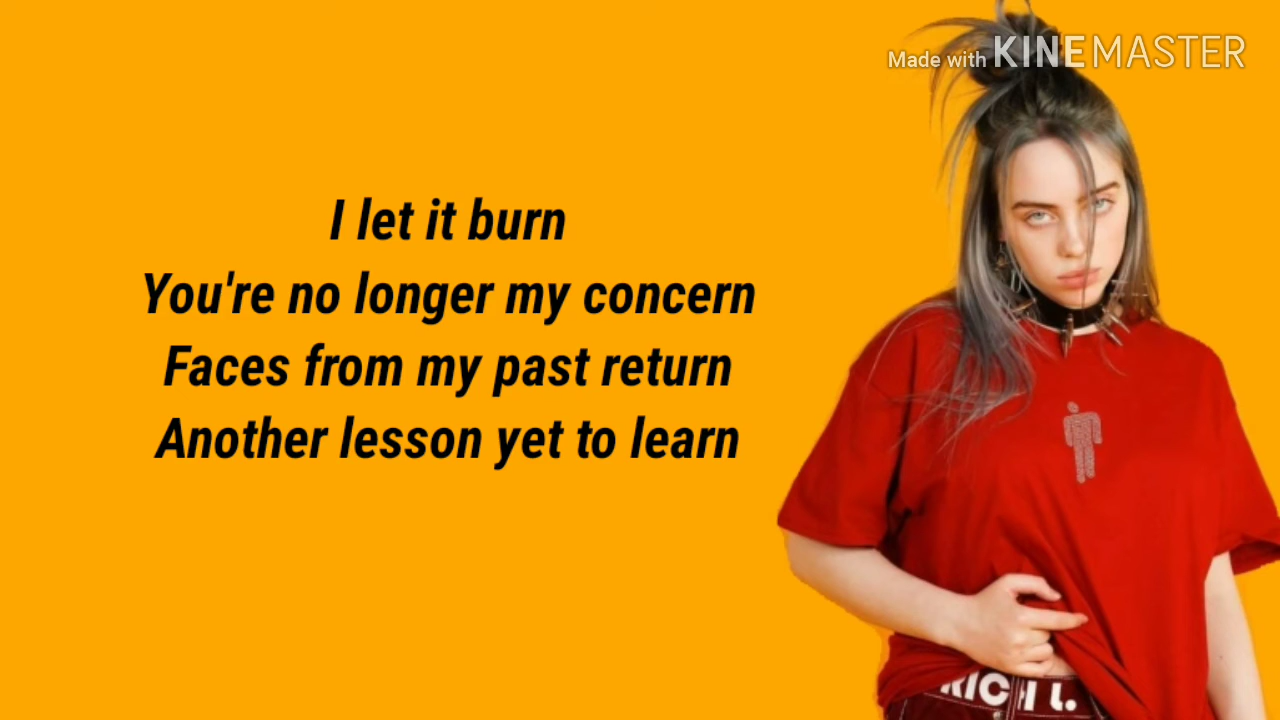 Made with KINEMASTER
I let it burn
You're no longer my concern
Faces from my past return
Another lesson yet to learn